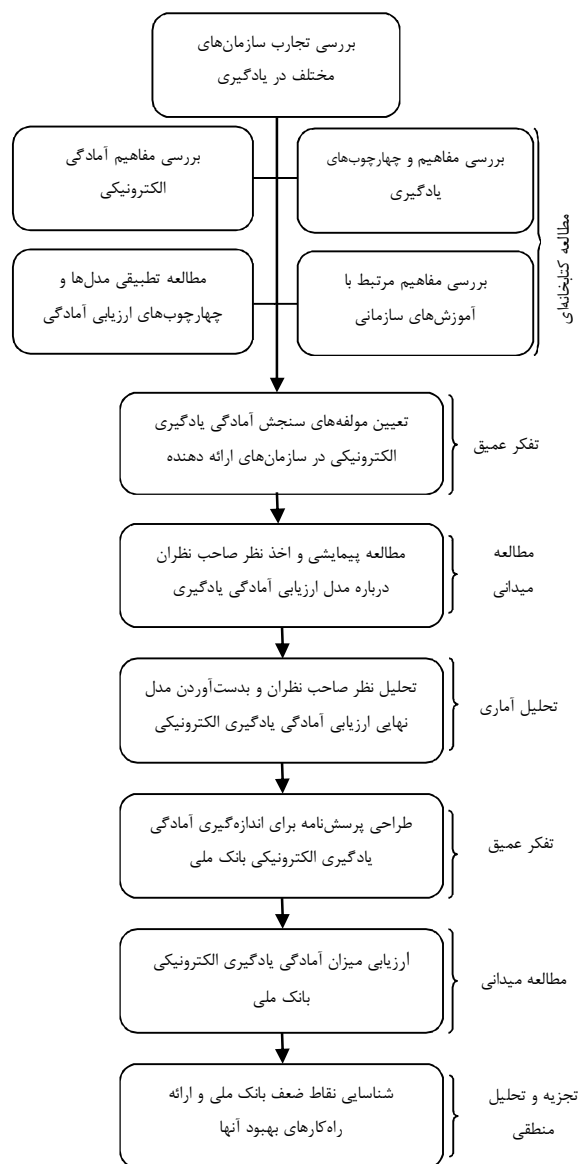 بررسی تجارب سازمان‌های
مختلف در یادگیری
بررسی مفاهیم و چهارچوب‌های
یادگیری
بررسی مفاهیم آمادگی
الکترونیکی
بررسی مفاهیم مرتبط با
آموزش‌های سازمانی
مطالعه تطبیقی مدل‌ها و
چهارچوب‌های ارزیابی آمادگی
مطالعه کتابخانه‌ای
تعیین مولفه‌های سنجش آمادگی یادگیری
الکترونیکی در سازمان‌های ارائه دهنده
تفکر عمیق
مطالعه پیمایشی و اخذ نظر صاحب نظران
درباره مدل ارزیابی آمادگی یادگیری
مطالعه
میدانی
تحلیل نظر صاحب نظران و بدست‌آوردن مدل
نهایی ارزیابی آمادگی یادگیری الکترونیکی
تحلیل آماری
طراحی پرسش‌نامه برای اندازه‌گیری آمادگی
یادگیری الکترونیکی بانک ملی
تفکر عمیق
ارزیابی میزان آمادگی یادگیری الکترونیکی
بانک ملی
مطالعه میدانی
شناسایی نقاط ضعف بانک ملی و ارائه
راه‌کارهای بهبود آنها
تجزیه و تحلیل
منطقی